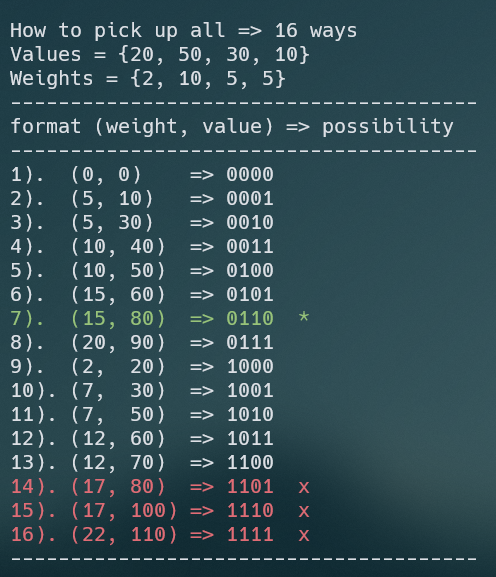 How to pick up all => 16 ways
Values = {20, 50, 30, 10}
Weights = {2, 10, 5, 5}
---------------------------------------
format (weight, value) => possibility
---------------------------------------
1).  (0, 0)    => 0000
2).  (5, 10)   => 0001
3).  (5, 30)   => 0010
4).  (10, 40)  => 0011
5).  (10, 50)  => 0100
6).  (15, 60)  => 0101
7).  (15, 80)  => 0110  *
8).  (20, 90)  => 0111
9).  (2,  20)  => 1000
10). (7,  30)  => 1001
11). (7,  50)  => 1010
12). (12, 60)  => 1011
13). (12, 70)  => 1100
14). (17, 80)  => 1101  x
15). (17, 100) => 1110  x
16). (22, 110) => 1111  x
---------------------------------------